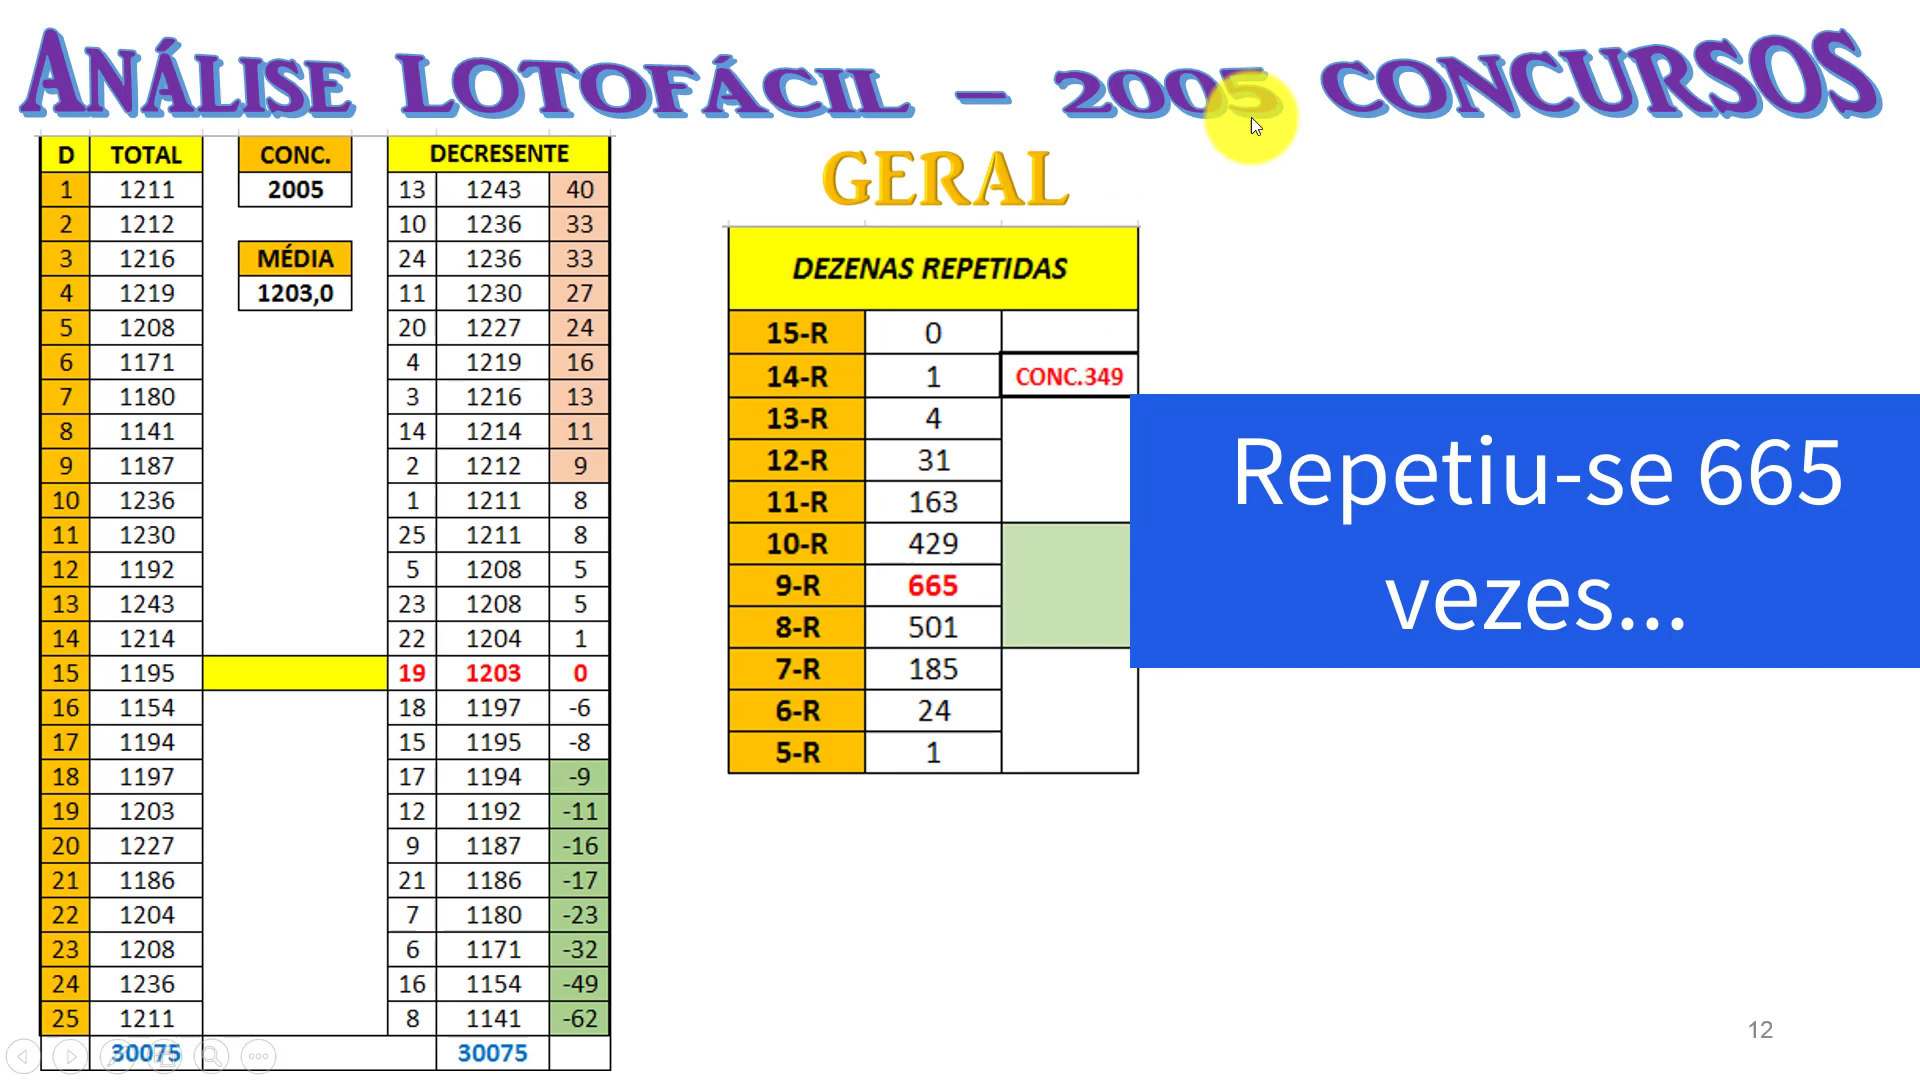 ANÁLISE LOTOFÁCIL – 2005 CONCURSOS
D TOTAL
1 1211
2 1212
3 1216
4 1219
5 1208
6 1171
7 1180
8 1141
9 1187
10 1236
11 1230
12 1192
13 1243
14 1214
15 1195
16 1154
17 1194
18 1197
19 1203
20 1227
21 1186
22 1204
23 1208
24 1236
25 1211
30075
CONC.
2005
MÉDIA
1203,0
DECRESENTE
13 1243 40
10 1236 33
24 1236 33
11 1230 27
20 1227 24
4 1219 16
3 1216 13
14 1214 11
2 1212 9
1 1211 8
25 1211 8
5 1208 5
23 1208 5
22 1204 1
19 1203 0
18 1197 -6
15 1195 -8
17 1194 -9
12 1192 -11
9 1187 -16
21 1186 -17
7 1180 -23
6 1171 -32
16 1154 -49
8 1141 -62
30075
GERAL
DEZENAS REPETIDAS
15-R 0
14-R 1 CONC.349
13-R 4
12-R 31
11-R 163
10-R 429
9-R 665
8-R 501
7-R 185
6-R 24
5-R 1
Repetiu-se 665
vezes...
12